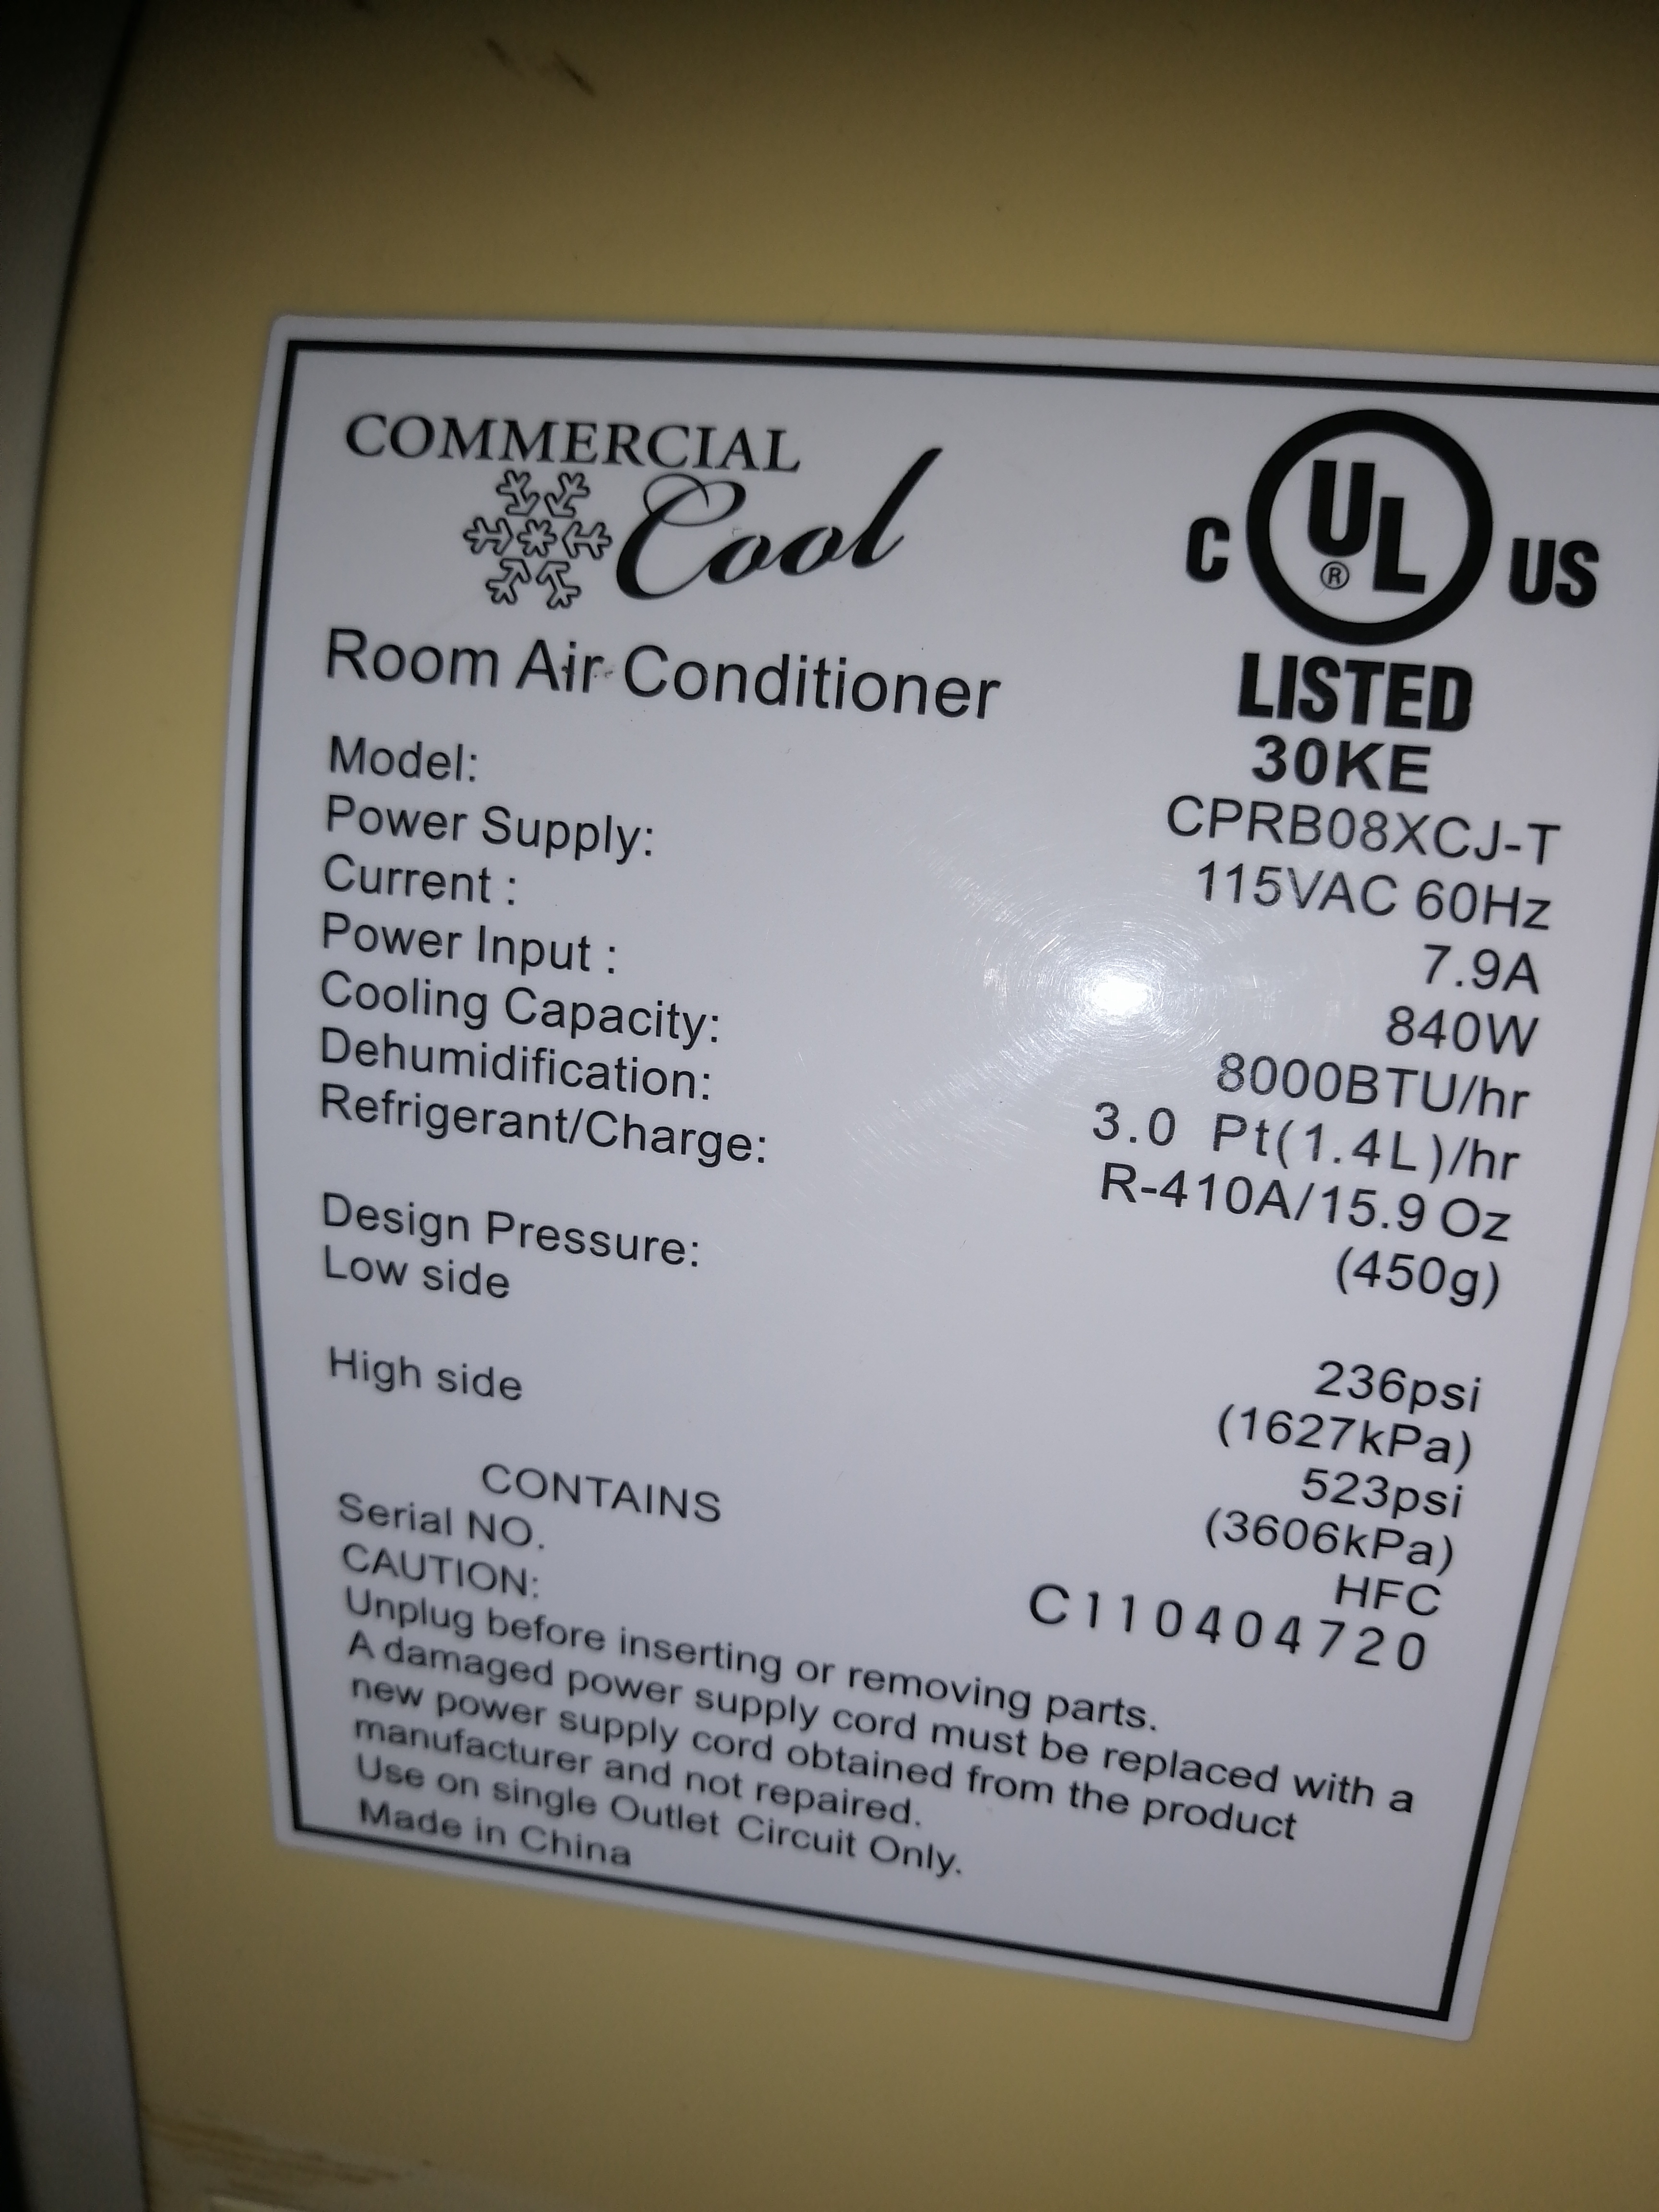 COMMERCIAL
Cool
C UL ® US
LISTED
30KE
Room Air Conditioner
Model: CPRB08XCJ-T
Power Supply: 115VAC 60Hz
Current : 7.9A
Power Input : 840W
Cooling Capacity: 8000BTU/hr
Dehumidification: 3.0 Pt(1.4L)/hr
Refrigerant/Charge: R-410A/15.9 Oz
(450g)
Design Pressure:
Low side 236psi
(1627kPa)
High side 523psi
(3606kPa)
CONTAINS HFC
Serial NO. C110404720
CAUTION:
Unplug before inserting or removing parts.
A damaged power supply cord must be replaced with a
new power supply cord obtained from the product
manufacturer and not repaired.
Use on single Outlet Circuit Only.
Made in China